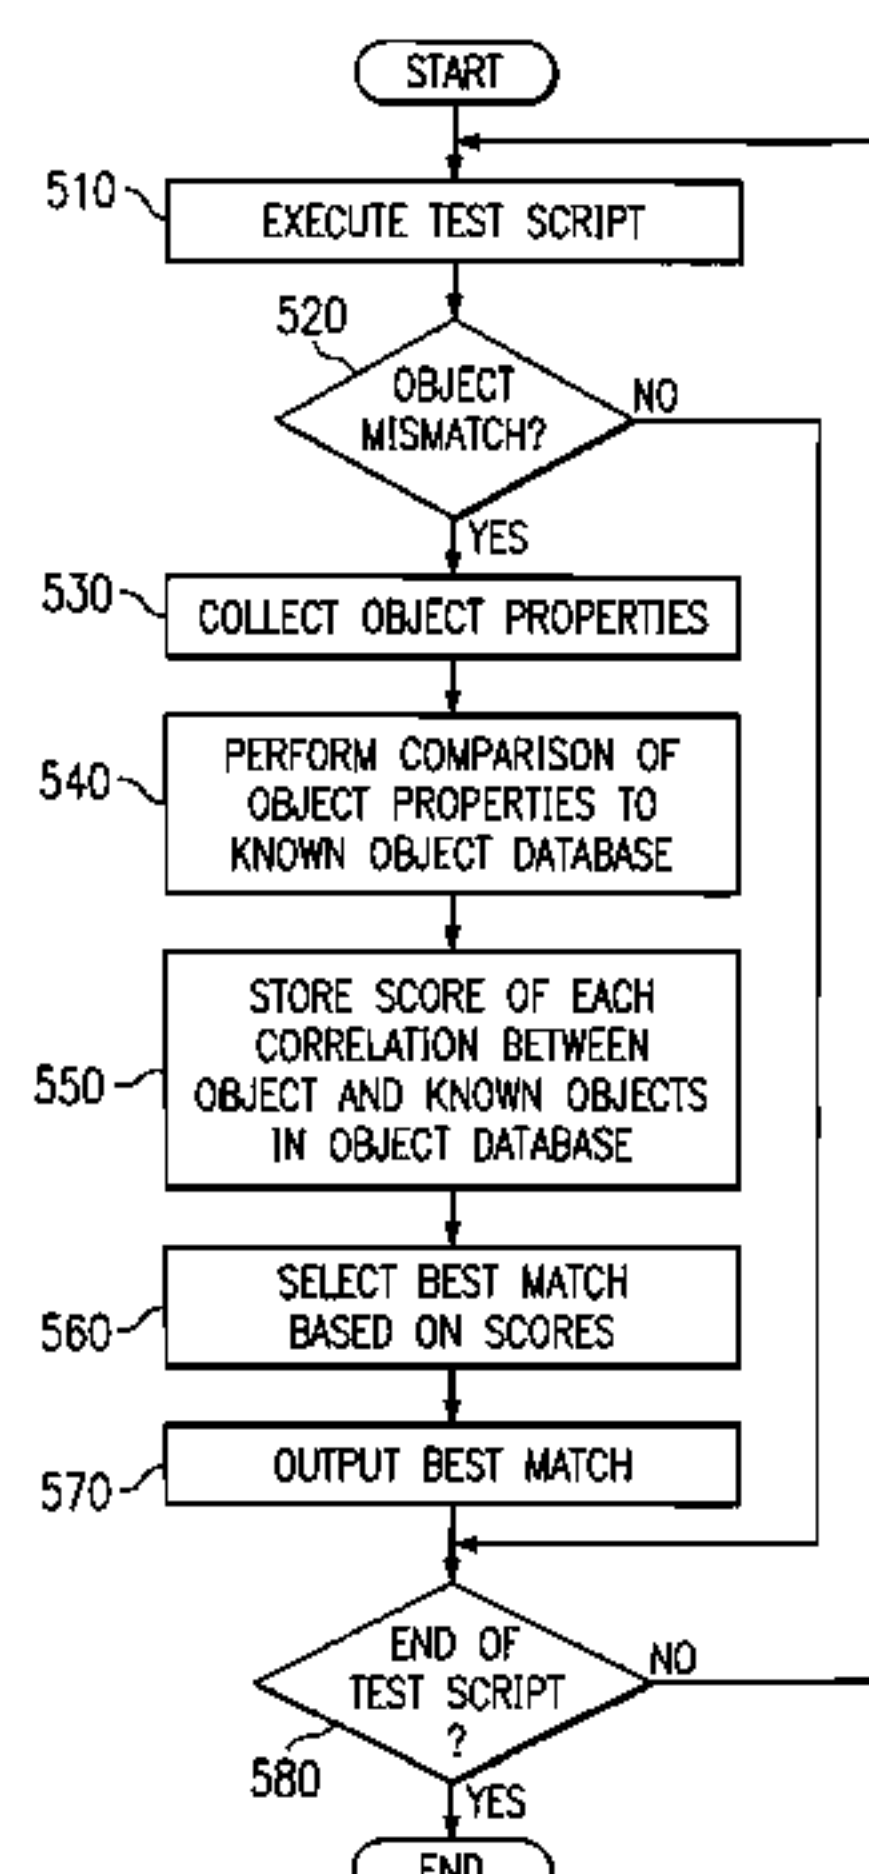 START
510
EXECUTE TEST SCRIPT
520
OBJECT
MISMATCH?
NO
YES
530
COLLECT OBJECT PROPERTIES
540
PERFORM COMPARISON OF
OBJECT PROPERTIES TO
KNOWN OBJECT DATABASE
550
STORE SCORE OF EACH
CORRELATION BETWEEN
OBJECT AND KNOWN OBJECTS
IN OBJECT DATABASE
560
SELECT BEST MATCH
BASED ON SCORES
570
OUTPUT BEST MATCH
END OF
TEST SCRIPT
?
NO
580
YES
END